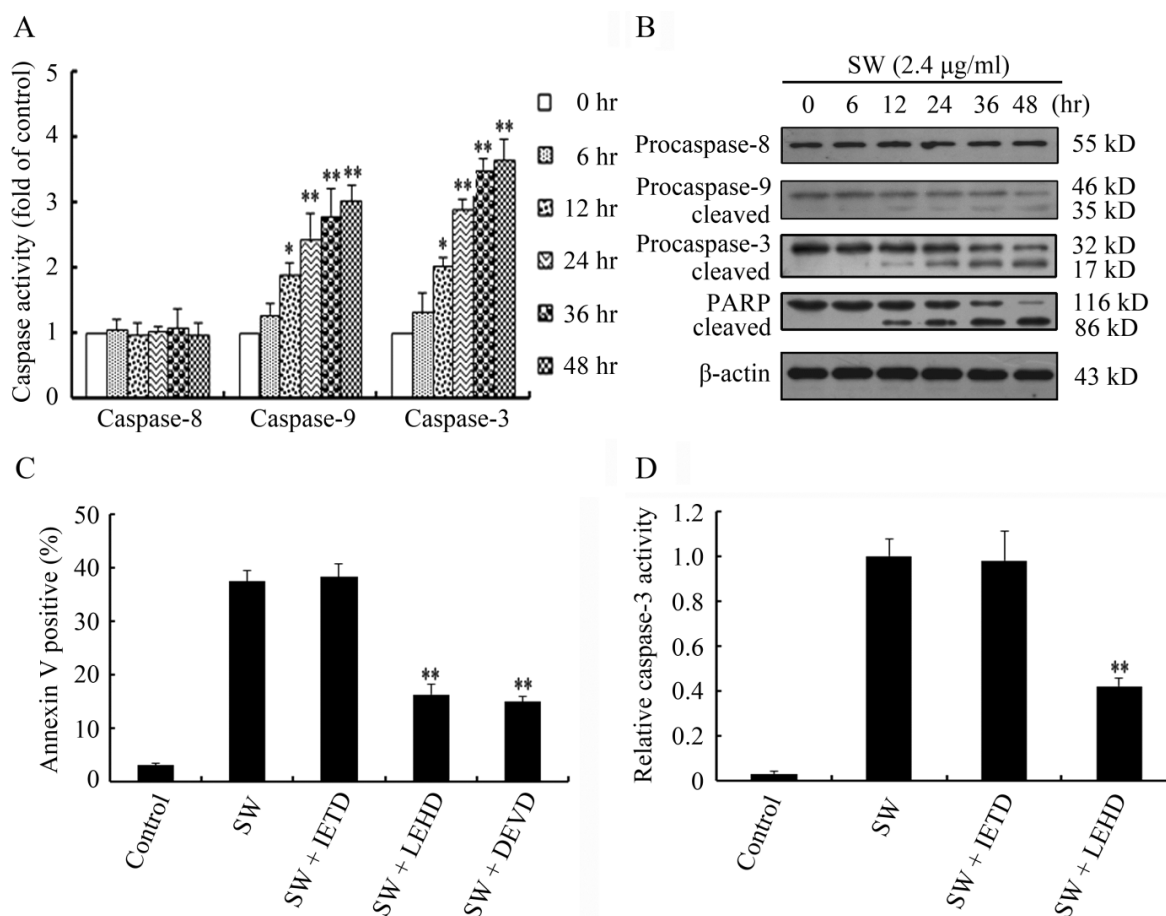 A
Caspase activity (fold of control)
5
4
3
2
1
0
* ** ** **
* ** ** **
Caspase-8 Caspase-9 Caspase-3
0 hr
6 hr
12 hr
24 hr
36 hr
48 hr
B
SW (2.4 μg/ml)
0 6 12 24 36 48 (hr)
Procaspase-8 55 kD
Procaspase-9 46 kD
cleaved 35 kD
Procaspase-3 32 kD
cleaved 17 kD
PARP 116 kD
cleaved 86 kD
β-actin 43 kD
C
Annexin V positive (%)
50
40
30
20
10
0
** **
Control SW SW + IETD SW + LEHD SW + DEVD
D
Relative caspase-3 activity
1.2
1.0
0.8
0.6
0.4
0.2
0
**
Control SW SW + IETD SW + LEHD